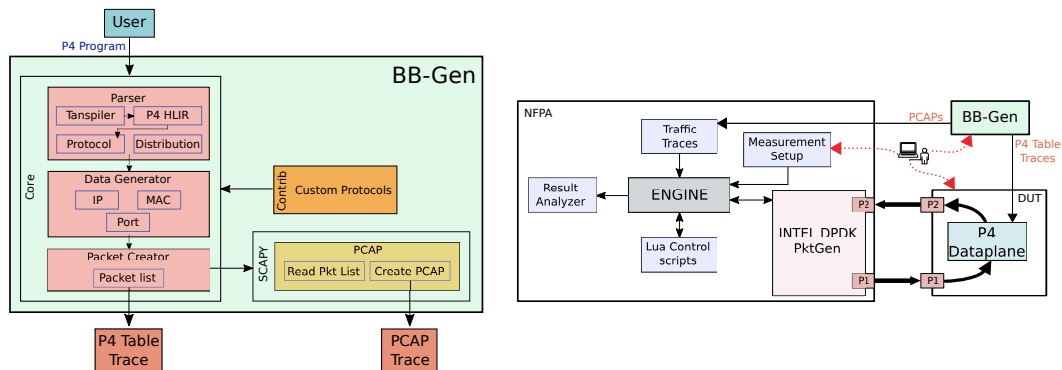 User
P4 Program
BB-Gen
Core
Parser
Tanspiler
P4 HLIR
Protocol
Distribution
Data Generator
IP
MAC
Port
Packet Creator
Packet list
Contrib
Custom Protocols
SCAPY
PCAP
Read Pkt List
Create PCAP
P4 Table
Trace
PCAP
Trace
NFPA
Traffic
Traces
Measurement
Setup
Result
Analyzer
ENGINE
Lua Control
scripts
INTEL DPDK
PktGen
P2
P1
PCAPs
BB-Gen
P4 Table
Traces
DUT
P2
P4
Dataplane
P1